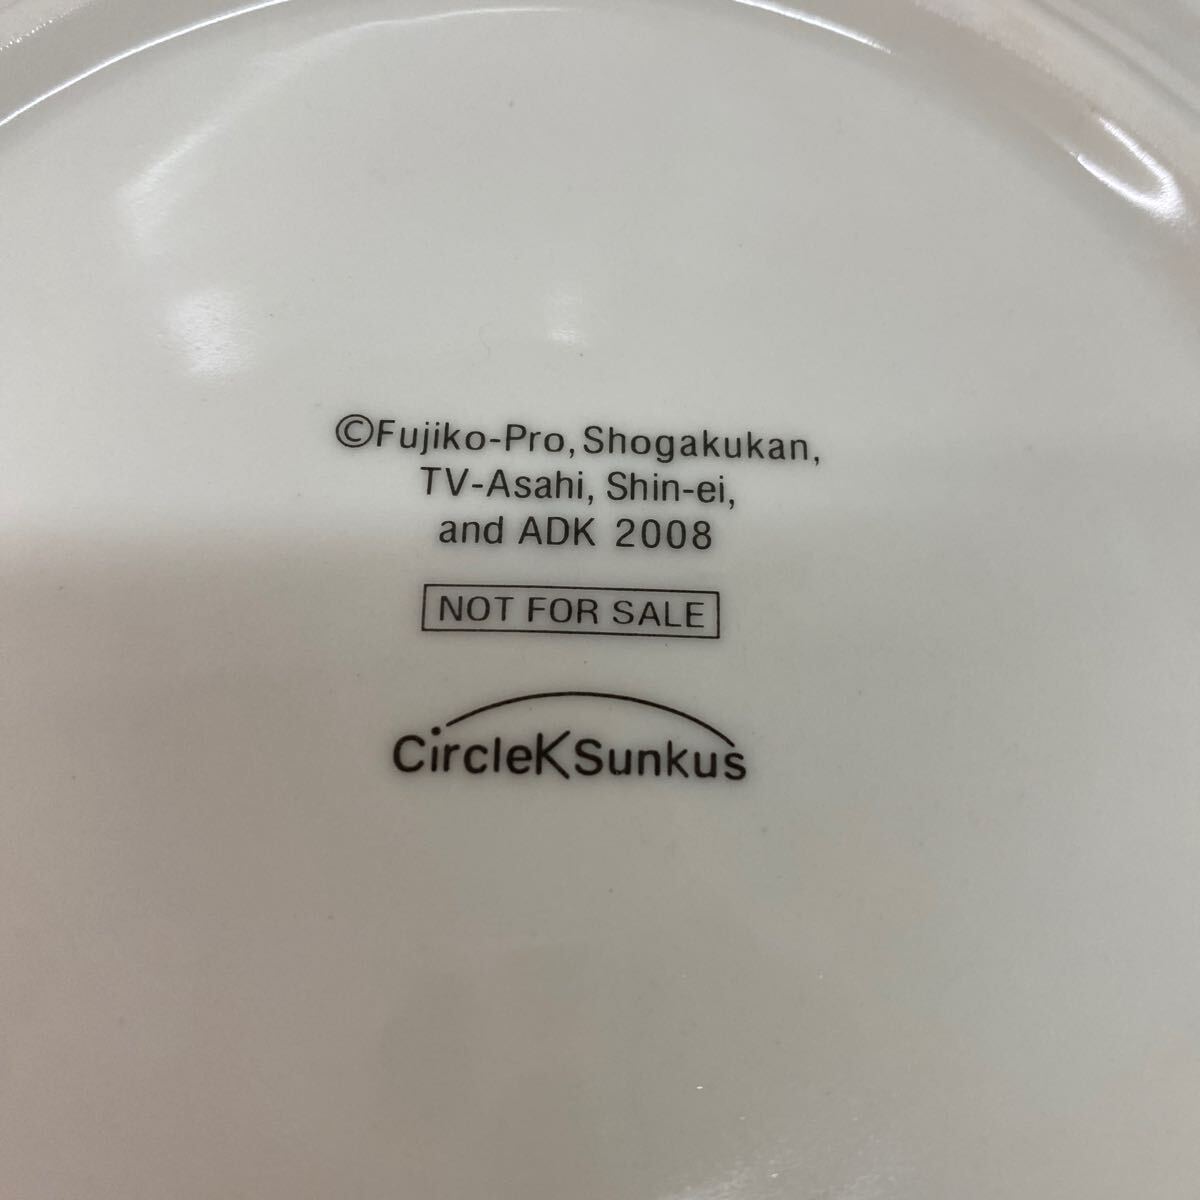 ©Fujiko-Pro, Shogakukan,
TV-Asahi, Shin-ei,
and ADK 2008
NOT FOR SALE
CircleKSunkus